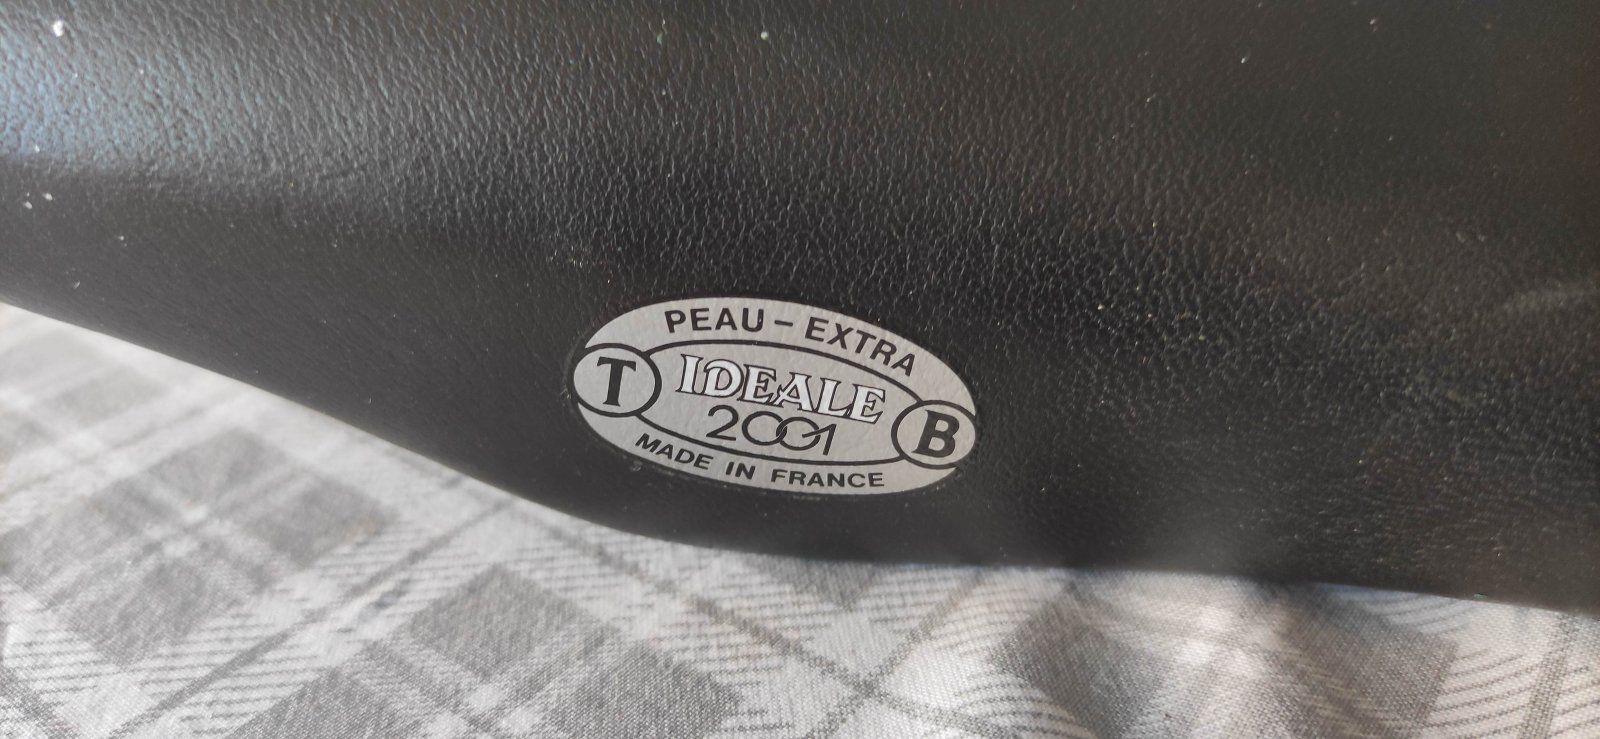 PEAU - EXTRA
T IDEALE B
2001
MADE IN FRANCE